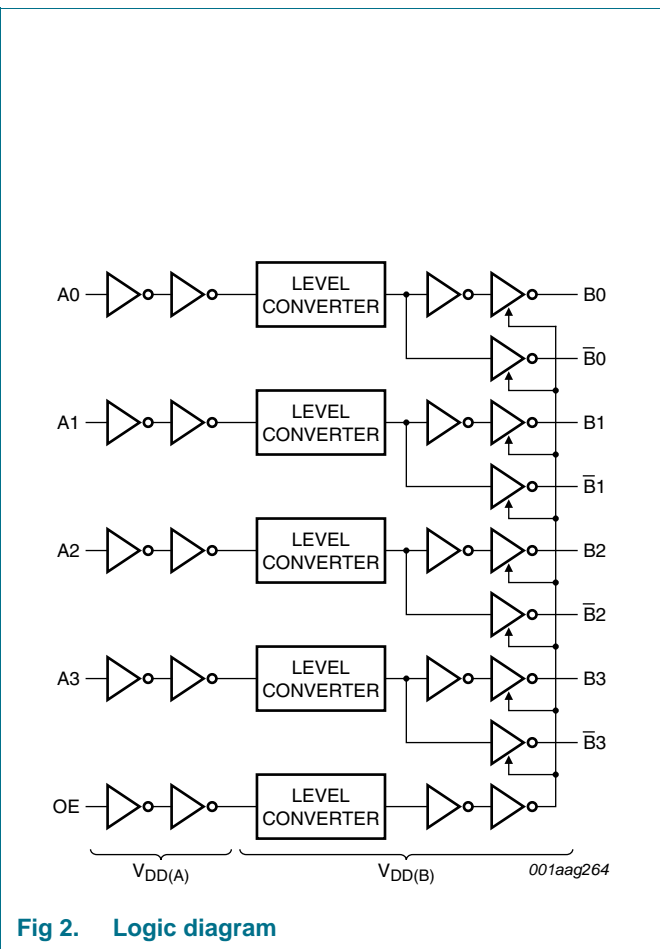 A0
LEVEL
CONVERTER
B0
B̅0
A1
LEVEL
CONVERTER
B1
B̅1
A2
LEVEL
CONVERTER
B2
B̅2
A3
LEVEL
CONVERTER
B3
B̅3
OE
LEVEL
CONVERTER
VDD(A) VDD(B) 001aag264
Fig 2. Logic diagram